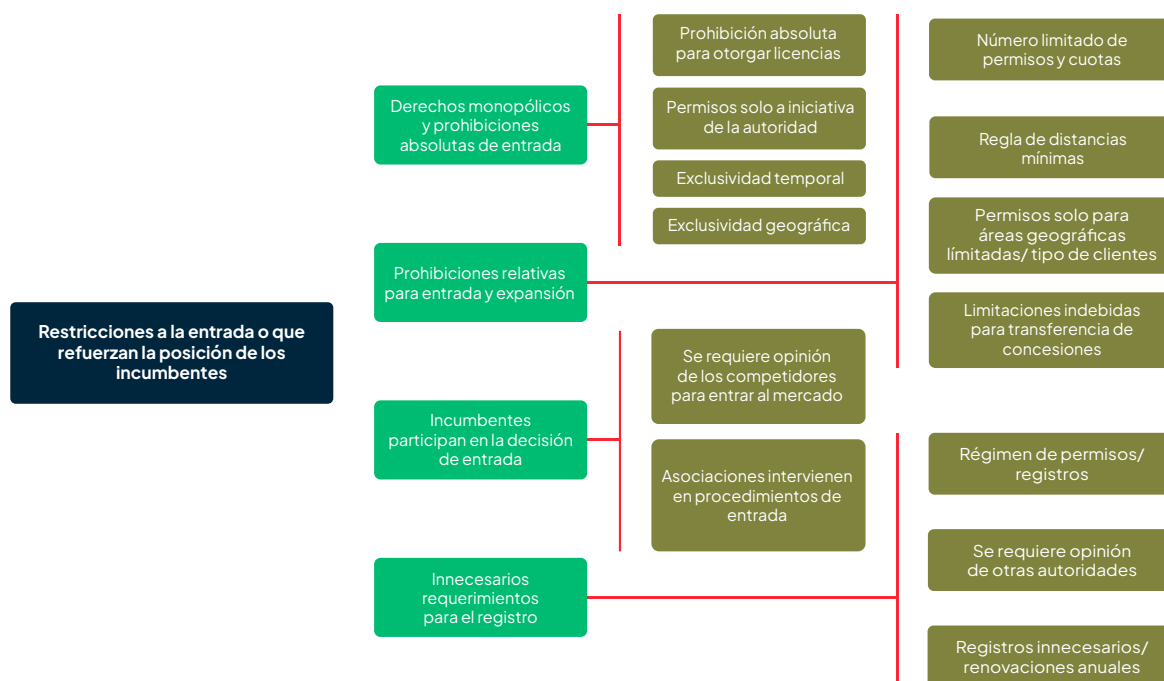 Restricciones a la entrada o que
refuerzan la posición de los
incumbentes
Derechos monopólicos
y prohibiciones
absolutas de entrada
Prohibición absoluta
para otorgar licencias
Permisos solo a iniciativa
de la autoridad
Exclusividad temporal
Exclusividad geográfica
Prohibiciones relativas
para entrada y expansión
Número limitado de
permisos y cuotas
Regla de distancias
mínimas
Permisos solo para
áreas geográficas
límitadas/ tipo de clientes
Limitaciones indebidas
para transferencia de
concesiones
Incumbentes
participan en la decisión
de entrada
Se requiere opinión
de los competidores
para entrar al mercado
Asociaciones intervienen
en procedimientos de
entrada
Innecesarios
requerimientos
para el registro
Régimen de permisos/
registros
Se requiere opinión
de otras autoridades
Registros innecesarios/
renovaciones anuales